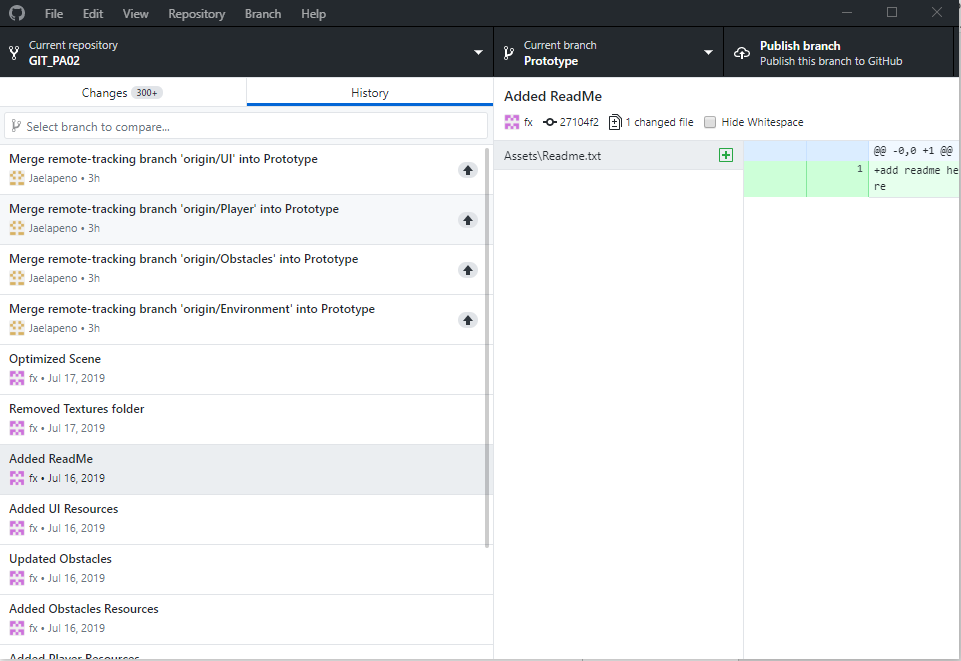 File Edit View Repository Branch Help
Current repository
GIT_PA02
Current branch
Prototype
Publish branch
Publish this branch to GitHub
Changes 300+
History
Select branch to compare...
Merge remote-tracking branch 'origin/UI' into Prototype
Jaelapeno • 3h
Merge remote-tracking branch 'origin/Player' into Prototype
Jaelapeno • 3h
Merge remote-tracking branch 'origin/Obstacles' into Prototype
Jaelapeno • 3h
Merge remote-tracking branch 'origin/Environment' into Prototype
Jaelapeno • 3h
Optimized Scene
fx • Jul 17, 2019
Removed Textures folder
fx • Jul 17, 2019
Added ReadMe
fx • Jul 16, 2019
Added UI Resources
fx • Jul 16, 2019
Updated Obstacles
fx • Jul 16, 2019
Added Obstacles Resources
fx • Jul 16, 2019
Added Player Resources
Added ReadMe
fx 27104f2 1 changed file Hide Whitespace
Assets\Readme.txt
@@ -0,0 +1 @@
1 +add readme he
re